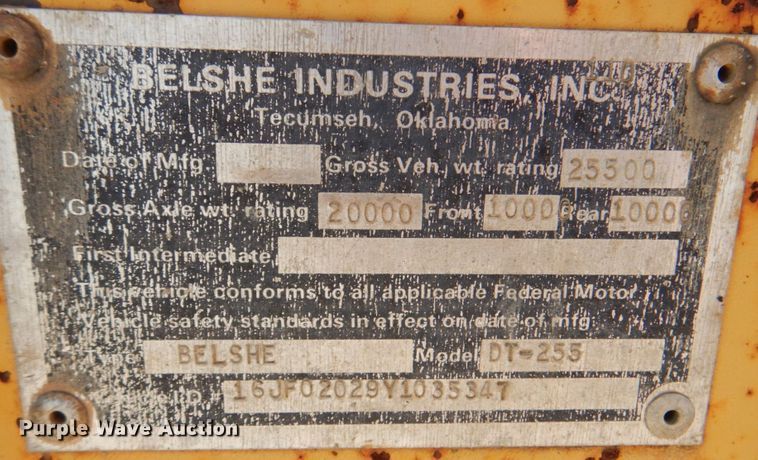 BELSHE INDUSTRIES, INC
Tecumseh, Oklahoma
Date of Mfg. Gross Veh. wt. rating 25500
Gross Axle wt. rating 20000 Front 10000 Rear 10000
First Intermediate
This vehicle conforms to all applicable Federal Motor
Vehicle safety standards in effect on date of mfg.
Type BELSHE Model DT-255
16JF02029Y1035347
Purple Wave Auction